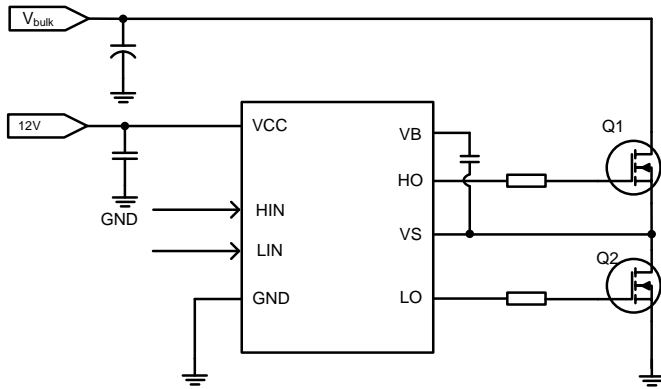 Vbulk
12V
GND
VCC
HIN
LIN
GND
VB
HO
VS
LO
Q1
Q2